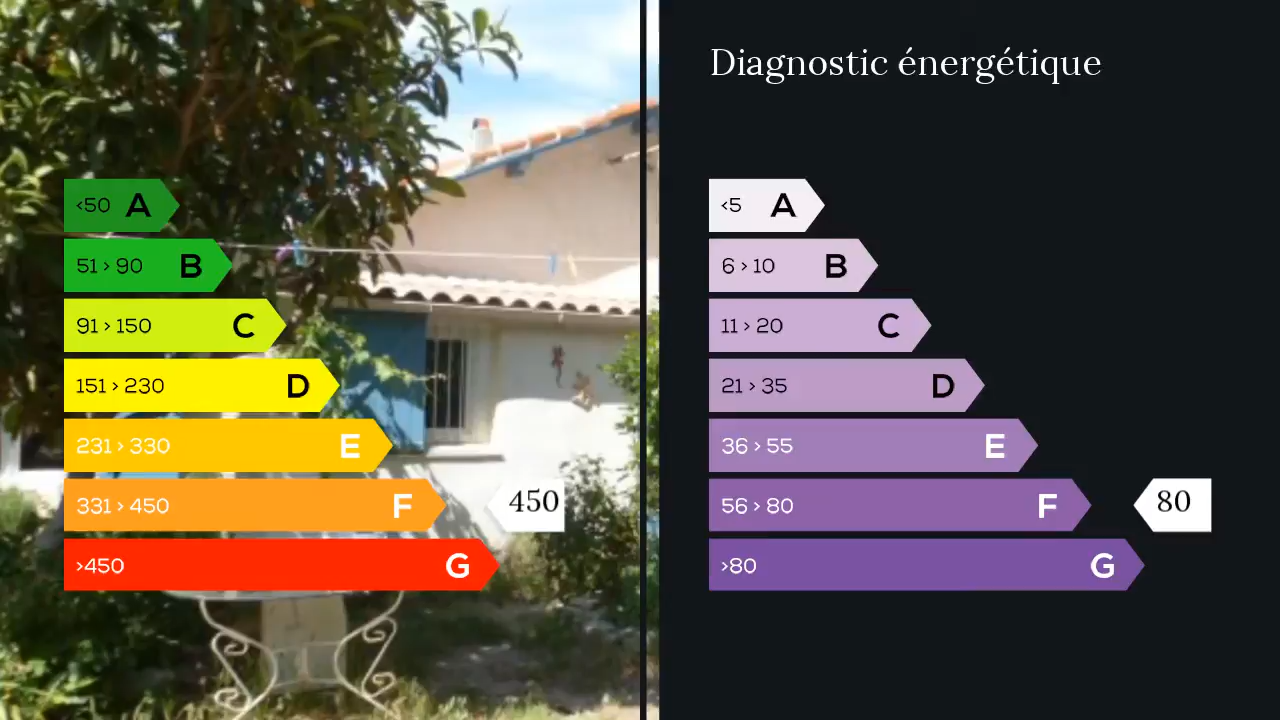 Diagnostic énergétique
<50 A
51 > 90 B
91 > 150 C
151 > 230 D
231 > 330 E
331 > 450 F
450
>450 G
<5 A
6 > 10 B
11 > 20 C
21 > 35 D
36 > 55 E
56 > 80 F
80
>80 G